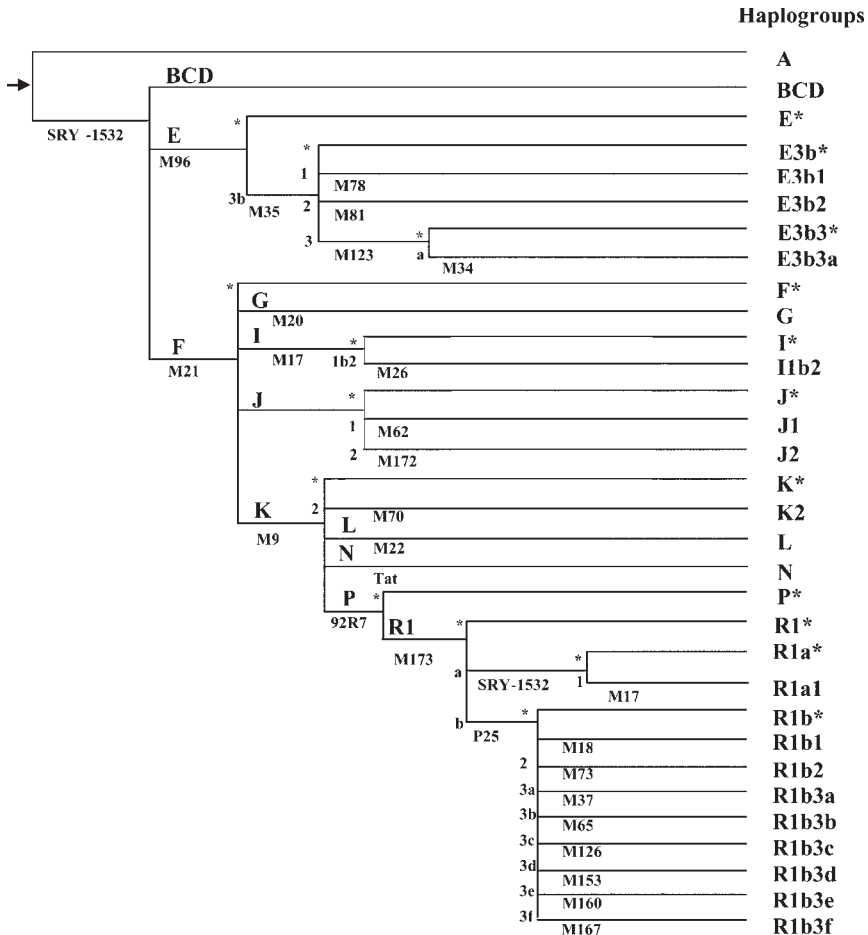 Haplogroups
A
BCD BCD
SRY -1532
* E*
E
M96
* E3b*
1 E3b1
M78
3b M35 2 E3b2
M81
* E3b3*
3 M123 a E3b3a
M34
* F*
G G
M20
I * I*
F M17 1b2 I1b2
M21 M26
J * J*
1 J1
M62
2 J2
M172
* K*
K 2 K2
M70
M9 L L
M22
N N
Tat
P * P*
92R7 R1 * R1*
M173 * R1a*
a SRY-1532 1 R1a1
M17
* R1b*
b P25 R1b1
M18
2 R1b2
M73
3a R1b3a
M37
3b R1b3b
M65
3c R1b3c
M126
3d R1b3d
M153
3e R1b3e
M160
3f R1b3f
M167